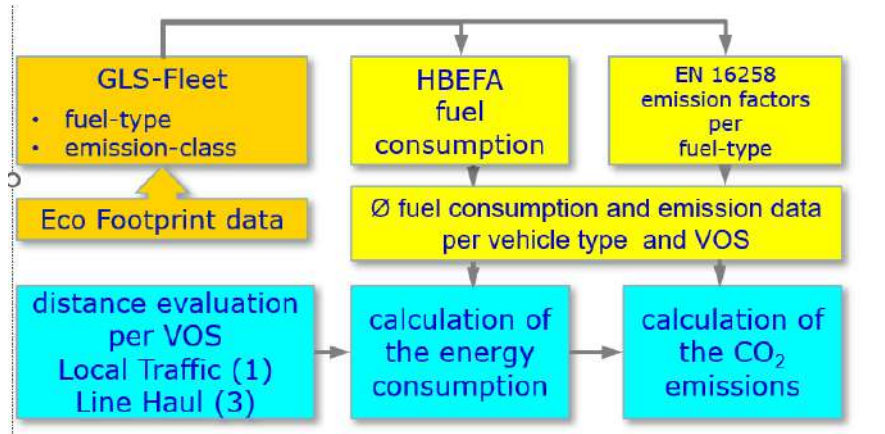 GLS-Fleet
• fuel-type
• emission-class
HBEFA
fuel
consumption
EN 16258
emission factors
per
fuel-type
Eco Footprint data
Ø fuel consumption and emission data
per vehicle type and VOS
distance evaluation
per VOS
Local Traffic (1)
Line Haul (3)
calculation of
the energy
consumption
calculation of
the CO₂
emissions